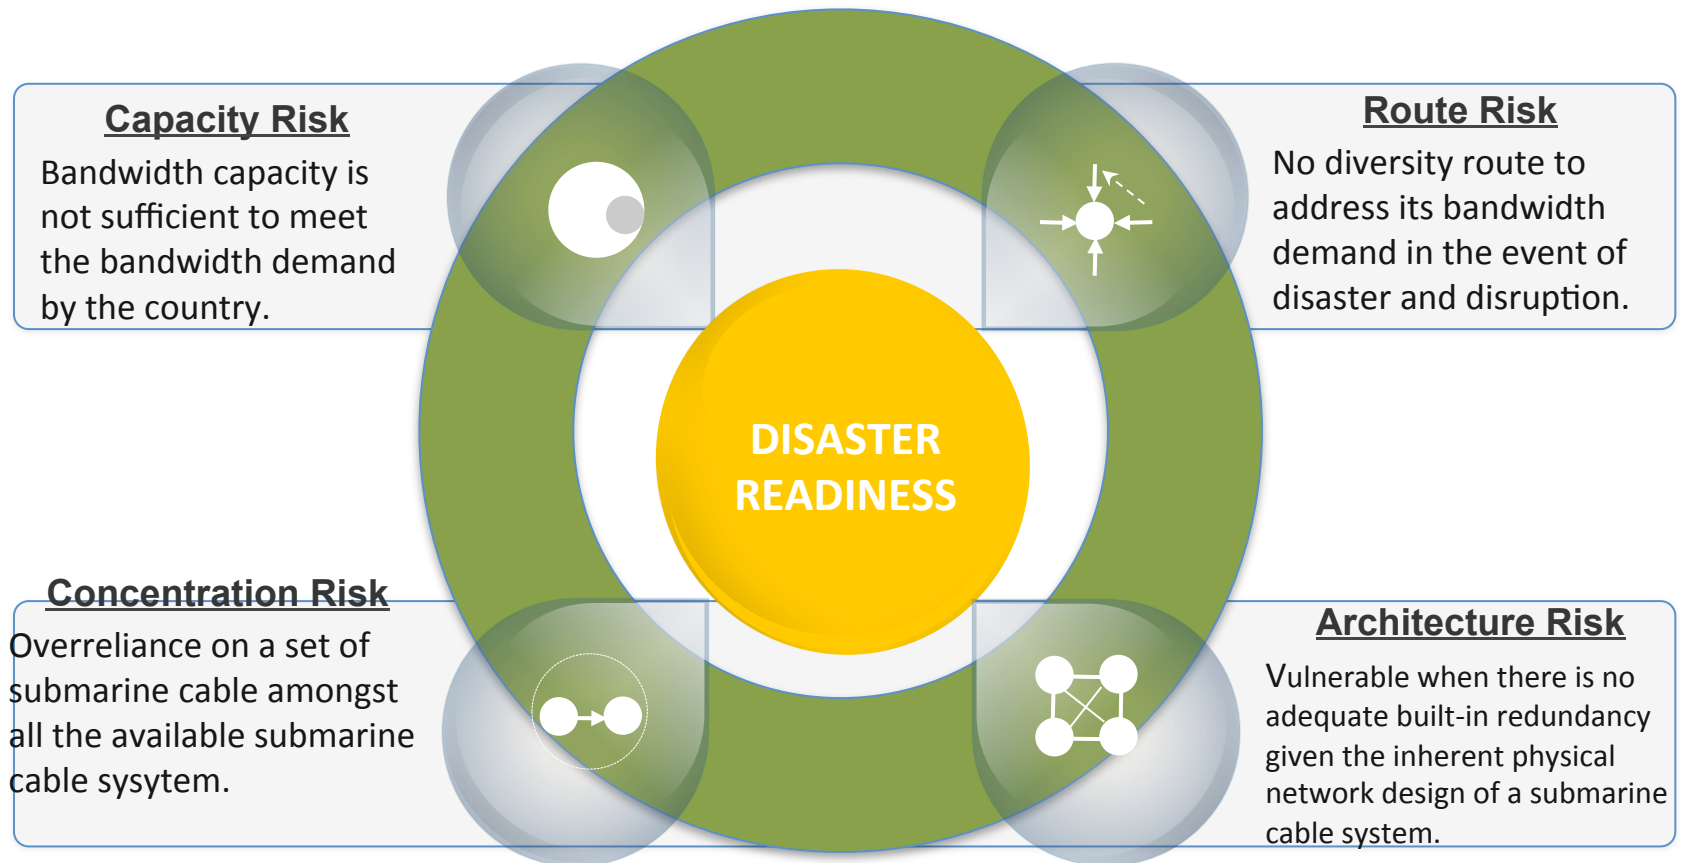 Capacity Risk
Bandwidth capacity is
not sufficient to meet
the bandwidth demand
by the country.
Route Risk
No diversity route to
address its bandwidth
demand in the event of
disaster and disruption.
DISASTER
READINESS
Concentration Risk
Overreliance on a set of
submarine cable amongst
all the available submarine
cable sysytem.
Architecture Risk
Vulnerable when there is no
adequate built-in redundancy
given the inherent physical
network design of a submarine
cable system.